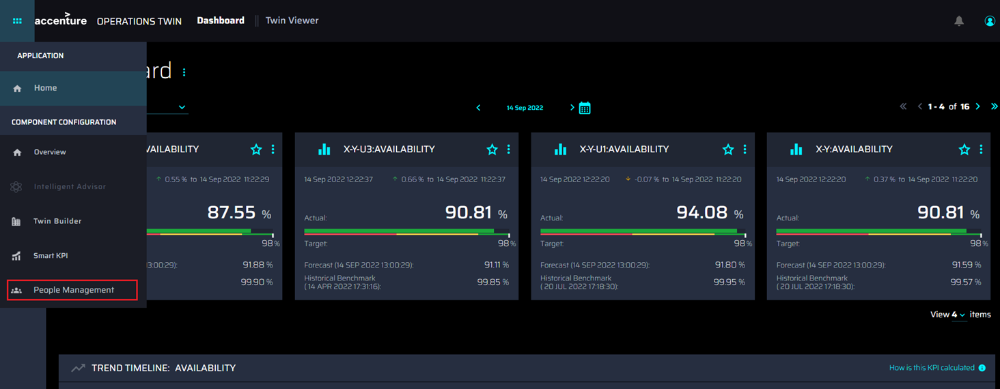 accenture OPERATIONS TWIN Dashboard Twin Viewer
APPLICATION
Home
COMPONENT CONFIGURATION
Overview
Intelligent Advisor
Twin Builder
Smart KPI
People Management
ard
14 Sep 2022
1 - 4 of 16
VAILABILITY
0.55 % to 14 Sep 2022 11:22:29
87.55 %
98 %
13:00:29): 91.88 %
99.90 %
X-Y-U3:AVAILABILITY
14 Sep 2022 12:22:37 0.66 % to 14 Sep 2022 11:22:37
Actual: 90.81 %
Target: 98 %
Forecast (14 SEP 2022 13:00:29): 91.11 %
Historical Benchmark
( 14 APR 2022 17:31:16): 99.85 %
X-Y-U1:AVAILABILITY
14 Sep 2022 12:22:20 -0.07 % to 14 Sep 2022 11:22:20
Actual: 94.08 %
Target: 98 %
Forecast (14 SEP 2022 13:00:29): 91.80 %
Historical Benchmark
( 20 JUL 2022 17:18:30): 99.95 %
X-Y:AVAILABILITY
14 Sep 2022 12:22:20 0.37 % to 14 Sep 2022 11:22:20
Actual: 90.81 %
Target: 98 %
Forecast (14 SEP 2022 13:00:29): 91.59 %
Historical Benchmark
( 20 JUL 2022 17:18:30): 99.57 %
View 4 items
TREND TIMELINE: AVAILABILITY
How is this KPI calculated